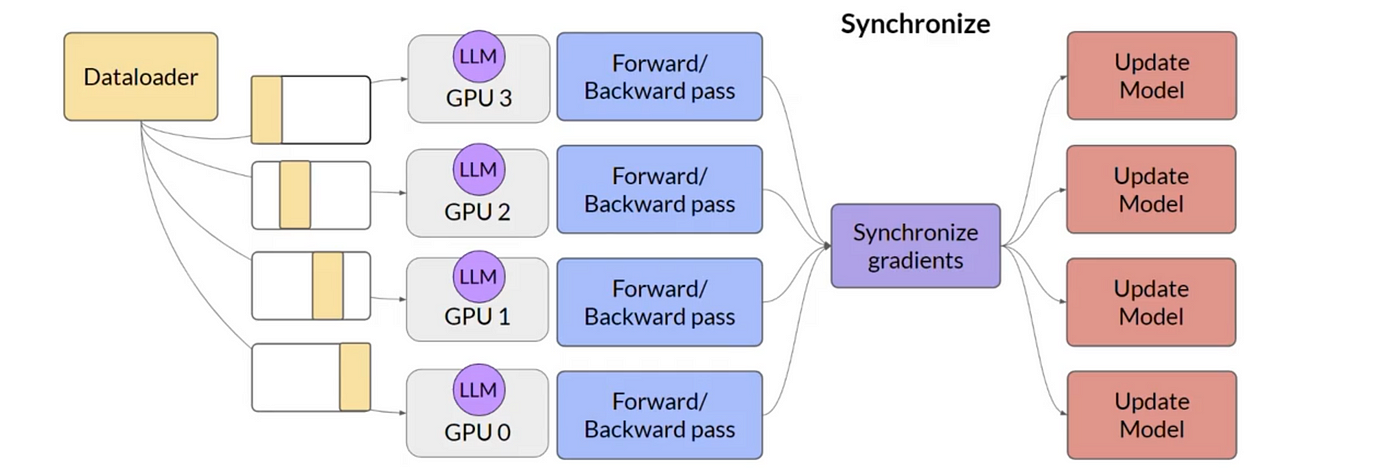 Synchronize
Dataloader
LLM
GPU 3
Forward/
Backward pass
Update
Model
LLM
GPU 2
Forward/
Backward pass
Update
Model
Synchronize
gradients
LLM
GPU 1
Forward/
Backward pass
Update
Model
LLM
GPU 0
Forward/
Backward pass
Update
Model